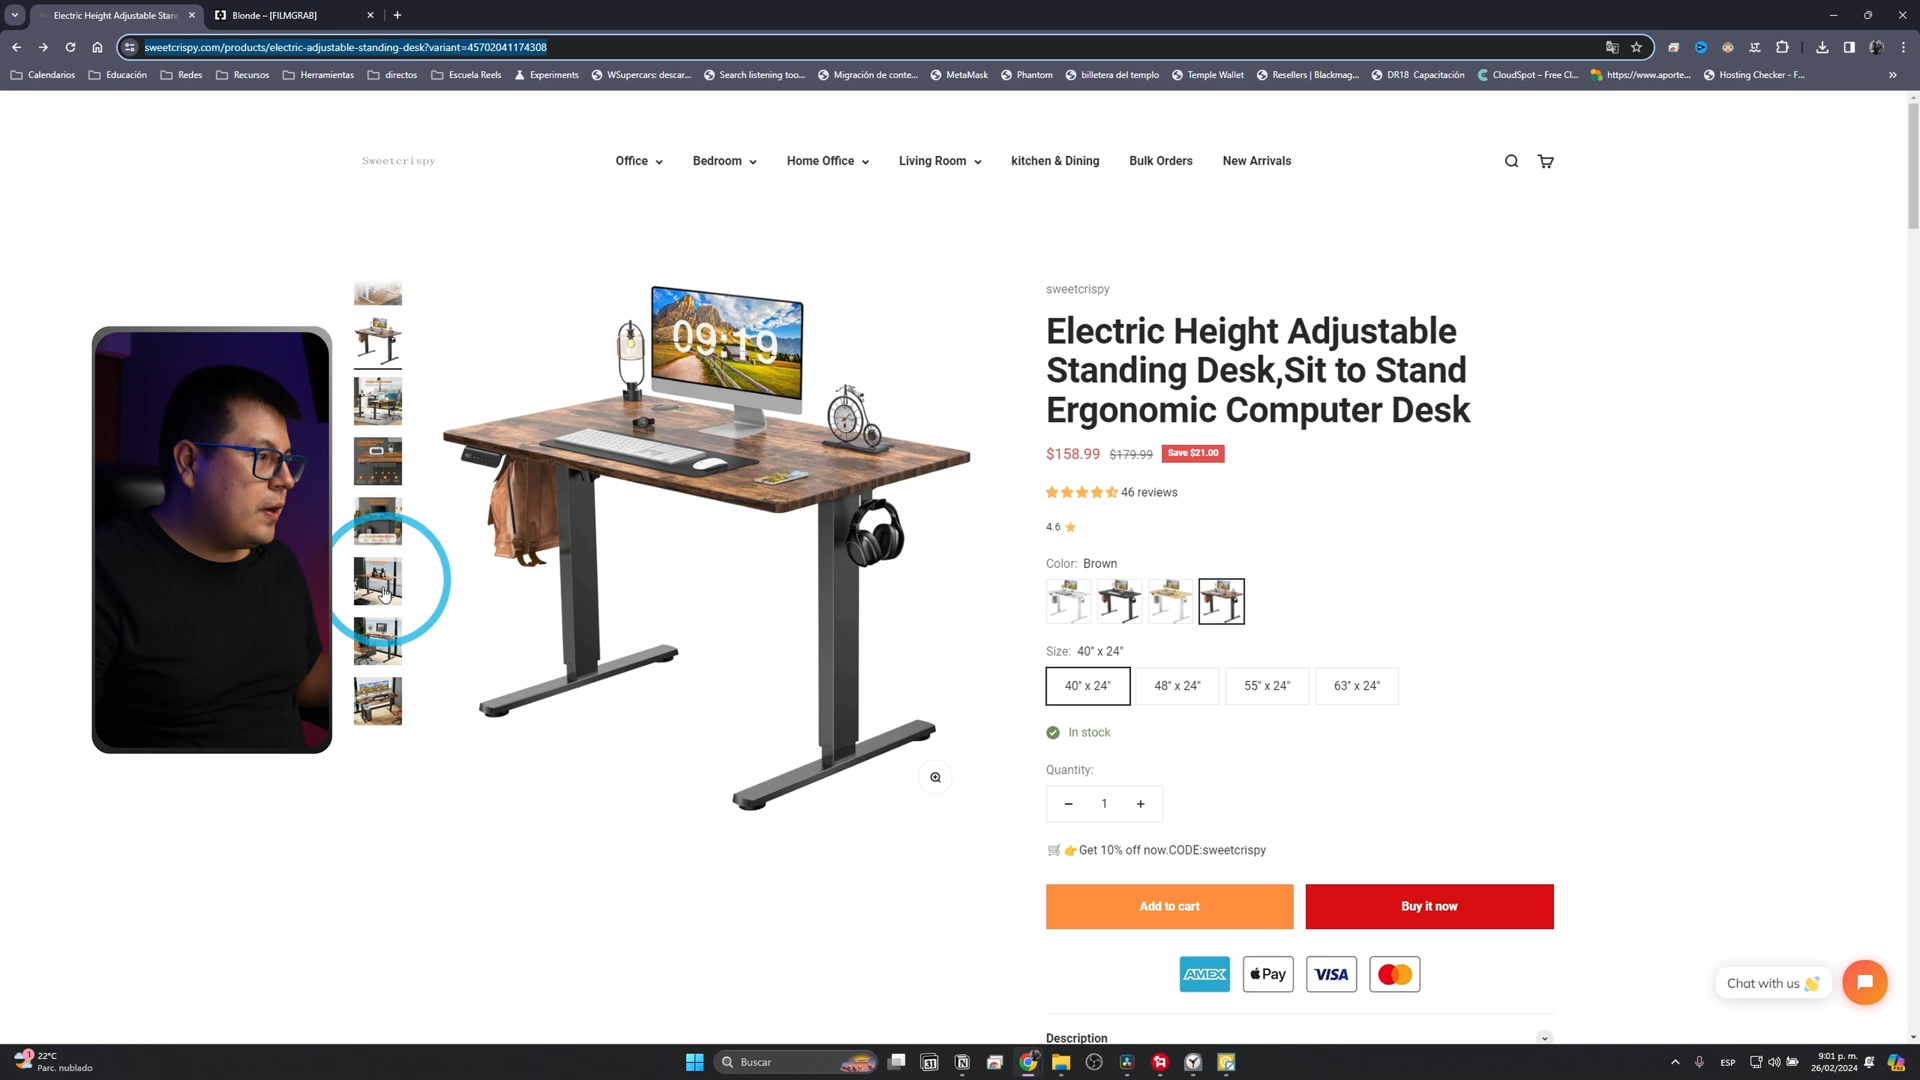 Electric Height Adjustable Stan
Blonde – [FILMGRAB]
sweetcrispy.com/products/electric-adjustable-standing-desk?variant=45702041174308
Calendarios
Educación
Redes
Recursos
Herramientas
directos
Escuela Reels
Experiments
WSupercars: descar...
Search listening too...
Migración de conte...
MetaMask
Phantom
billetera del templo
Temple Wallet
Resellers | Blackmag...
DR18 Capacitación
CloudSpot – Free Cl...
https://www.aporte...
Hosting Checker - F...
Sweetcrispy
Office
Bedroom
Home Office
Living Room
kitchen & Dining
Bulk Orders
New Arrivals
09:19
sweetcrispy
Electric Height Adjustable
Standing Desk,Sit to Stand
Ergonomic Computer Desk
$158.99 $179.99 Save $21.00
46 reviews
4.6
Color: Brown
Size: 40" x 24"
40" x 24" 48" x 24" 55" x 24" 63" x 24"
In stock
Quantity:
− 1 +
🛒 👉Get 10% off now.CODE:sweetcrispy
Add to cart
Buy it now
AMEX
Pay
VISA
Chat with us 👋
Description
1
22°C
Parc. nublado
Buscar
31
ESP
9:01 p. m.
26/02/2024